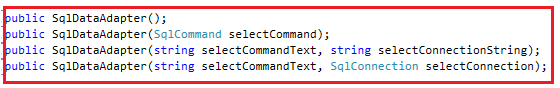 public SqlDataAdapter();
public SqlDataAdapter(SqlCommand selectCommand);
public SqlDataAdapter(string selectCommandText, string selectConnectionString);
public SqlDataAdapter(string selectCommandText, SqlConnection selectConnection);